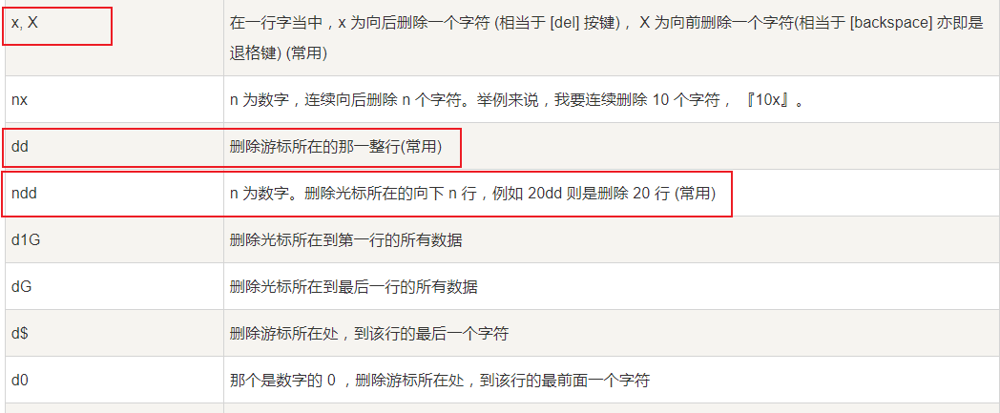 x, X
在一行字当中，x 为向后删除一个字符 (相当于 [del] 按键)， X 为向前删除一个字符(相当于 [backspace] 亦即是
退格键) (常用)
nx
n 为数字，连续向后删除 n 个字符。举例来说，我要连续删除 10 个字符， 『10x』。
dd
删除游标所在的那一整行(常用)
ndd
n 为数字。删除光标所在的向下 n 行，例如 20dd 则是删除 20 行 (常用)
d1G
删除光标所在到第一行的所有数据
dG
删除光标所在到最后一行的所有数据
d$
删除游标所在处，到该行的最后一个字符
d0
那个是数字的 0 ，删除游标所在处，到该行的最前面一个字符